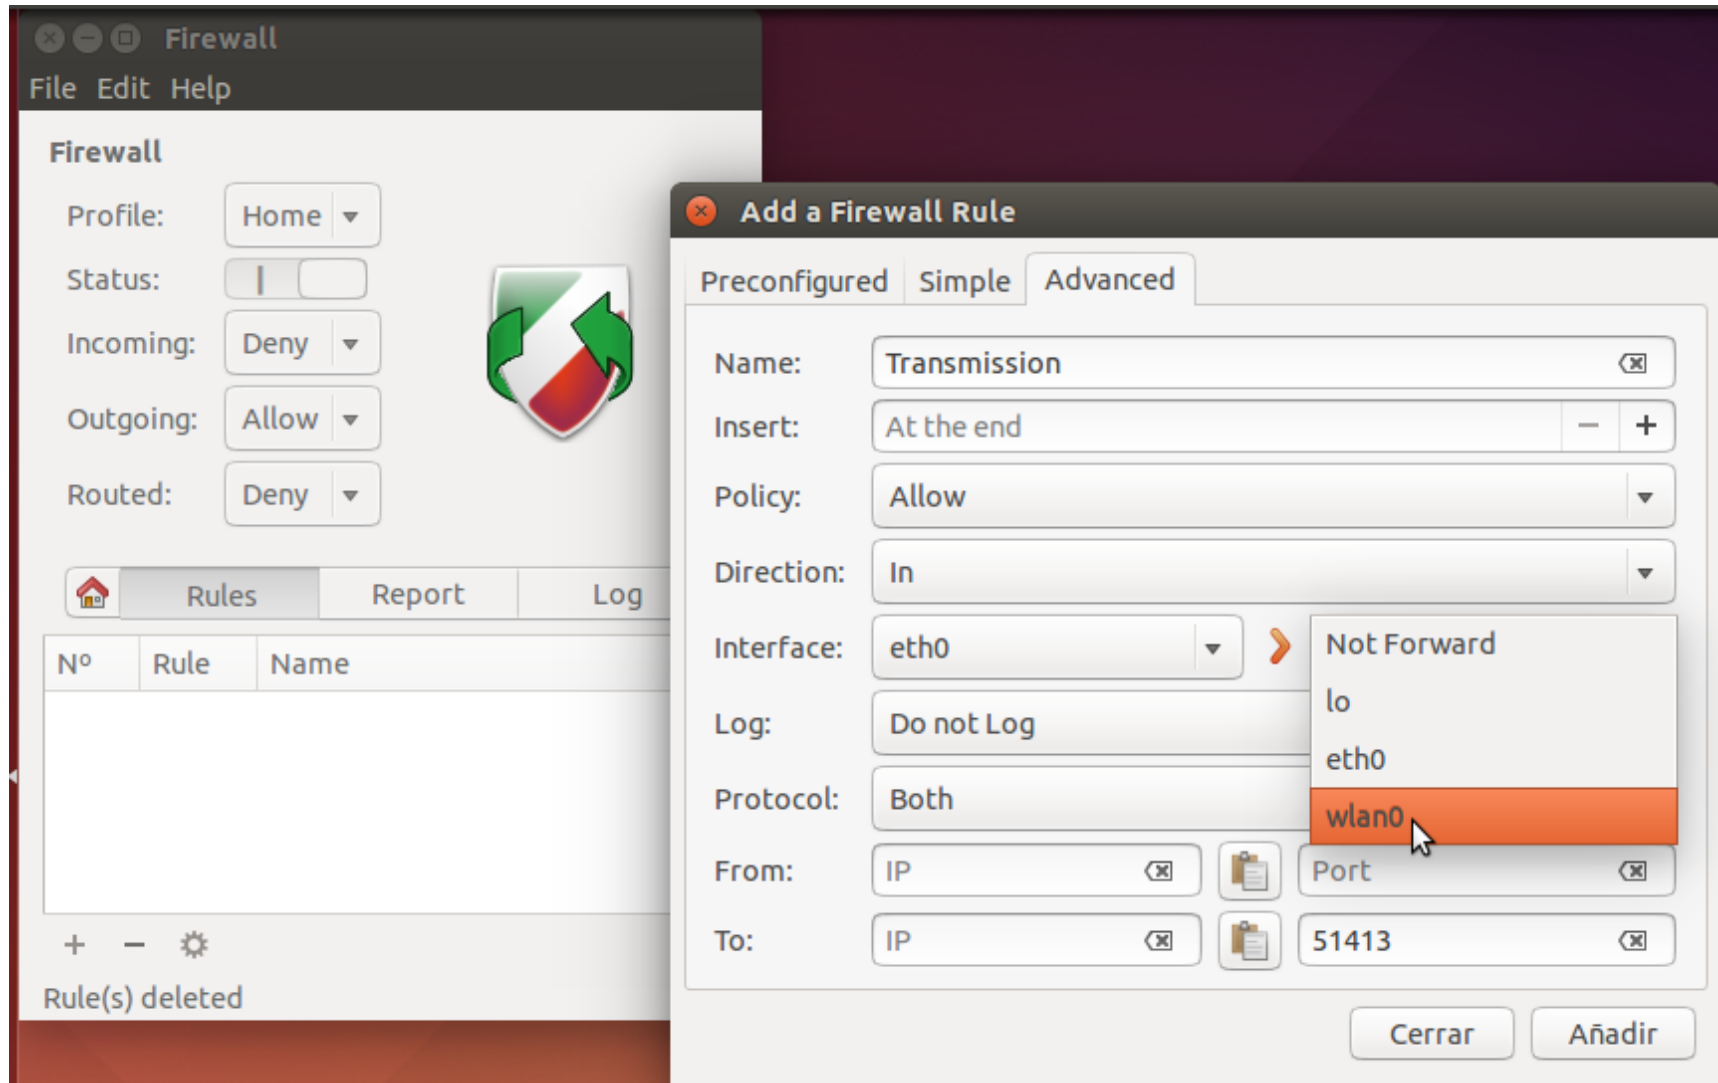 Firewall
File Edit Help
Firewall
Profile: Home
Status:
Incoming: Deny
Outgoing: Allow
Routed: Deny
Rules Report Log
Nº Rule Name
Rule(s) deleted
Add a Firewall Rule
Preconfigured Simple Advanced
Name: Transmission
Insert: At the end
Policy: Allow
Direction: In
Interface: eth0 Not Forward
lo
Log: Do not Log
eth0
Protocol: Both
wlan0
From: IP Port
To: IP 51413
Cerrar Añadir